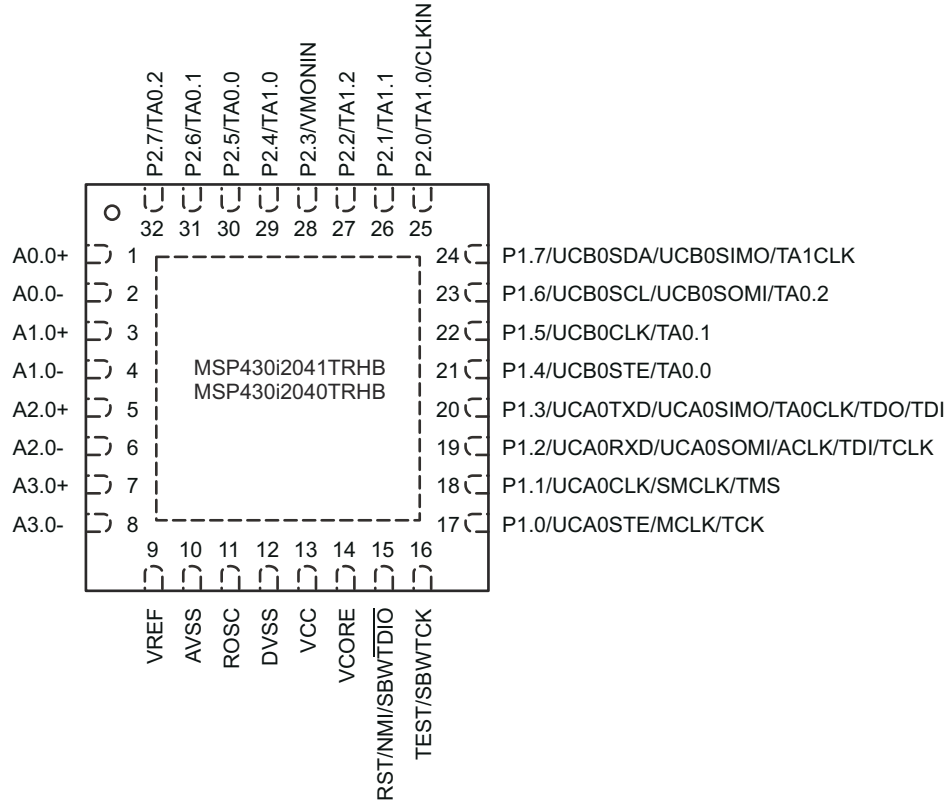 P2.7/TA0.2
P2.6/TA0.1
P2.5/TA0.0
P2.4/TA1.0
P2.3/VMONIN
P2.2/TA1.2
P2.1/TA1.1
P2.0/TA1.0/CLKIN
32 31 30 29 28 27 26 25
A0.0+ 1
A0.0- 2
A1.0+ 3
A1.0- 4
A2.0+ 5
A2.0- 6
A3.0+ 7
A3.0- 8
MSP430i2041TRHB
MSP430i2040TRHB
24 P1.7/UCB0SDA/UCB0SIMO/TA1CLK
23 P1.6/UCB0SCL/UCB0SOMI/TA0.2
22 P1.5/UCB0CLK/TA0.1
21 P1.4/UCB0STE/TA0.0
20 P1.3/UCA0TXD/UCA0SIMO/TA0CLK/TDO/TDI
19 P1.2/UCA0RXD/UCA0SOMI/ACLK/TDI/TCLK
18 P1.1/UCA0CLK/SMCLK/TMS
17 P1.0/UCA0STE/MCLK/TCK
9 10 11 12 13 14 15 16
VREF
AVSS
ROSC
DVSS
VCC
VCORE
RST/NMI/SBWTDIO
TEST/SBWTCK